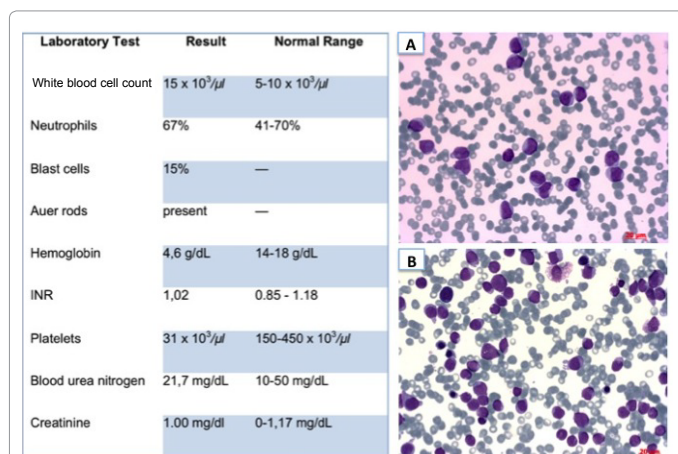 Laboratory Test Result Normal Range
White blood cell count 15 x 10³/µl 5-10 x 10³/µl
Neutrophils 67% 41-70%
Blast cells 15% —
Auer rods present —
Hemoglobin 4,6 g/dL 14-18 g/dL
INR 1,02 0.85 - 1.18
Platelets 31 x 10³/µl 150-450 x 10³/µl
Blood urea nitrogen 21,7 mg/dL 10-50 mg/dL
Creatinine 1.00 mg/dl 0-1,17 mg/dL
A
B